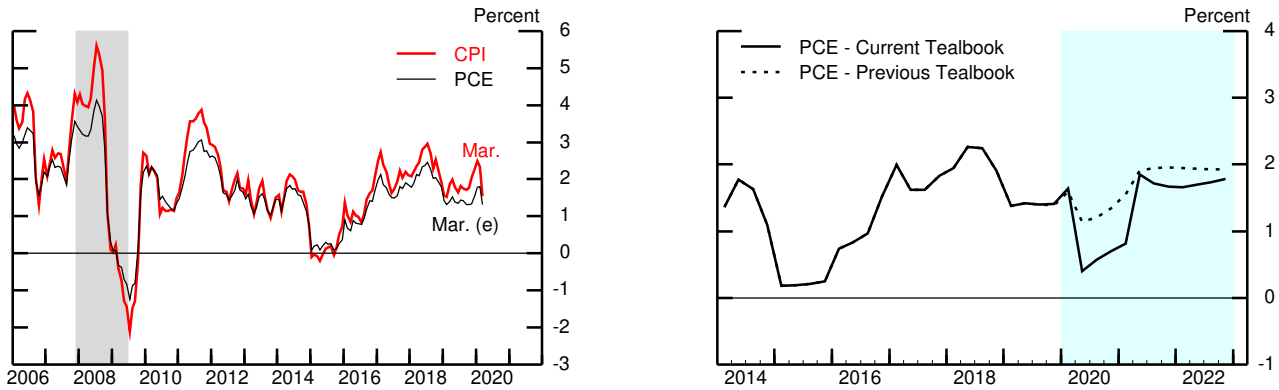 Percent
6
5
4
3
2
1
0
-1
-2
-3
CPI
PCE
Mar.
Mar. (e)
2006 2008 2010 2012 2014 2016 2018 2020
Percent
4
3
2
1
0
-1
PCE - Current Tealbook
PCE - Previous Tealbook
2014 2016 2018 2020 2022